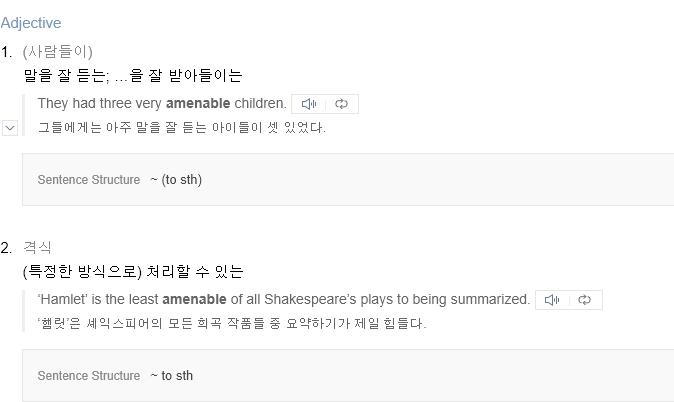 Adjective
1. (사람들이)
말을 잘 듣는; …을 잘 받아들이는
They had three very amenable children.
그들에게는 아주 말을 잘 듣는 아이들이 셋 있었다.
Sentence Structure ~ (to sth)
2. 격식
(특정한 방식으로) 처리할 수 있는
‘Hamlet’ is the least amenable of all Shakespeare’s plays to being summarized.
‘햄릿’은 셰익스피어의 모든 희곡 작품들 중 요약하기가 제일 힘들다.
Sentence Structure ~ to sth